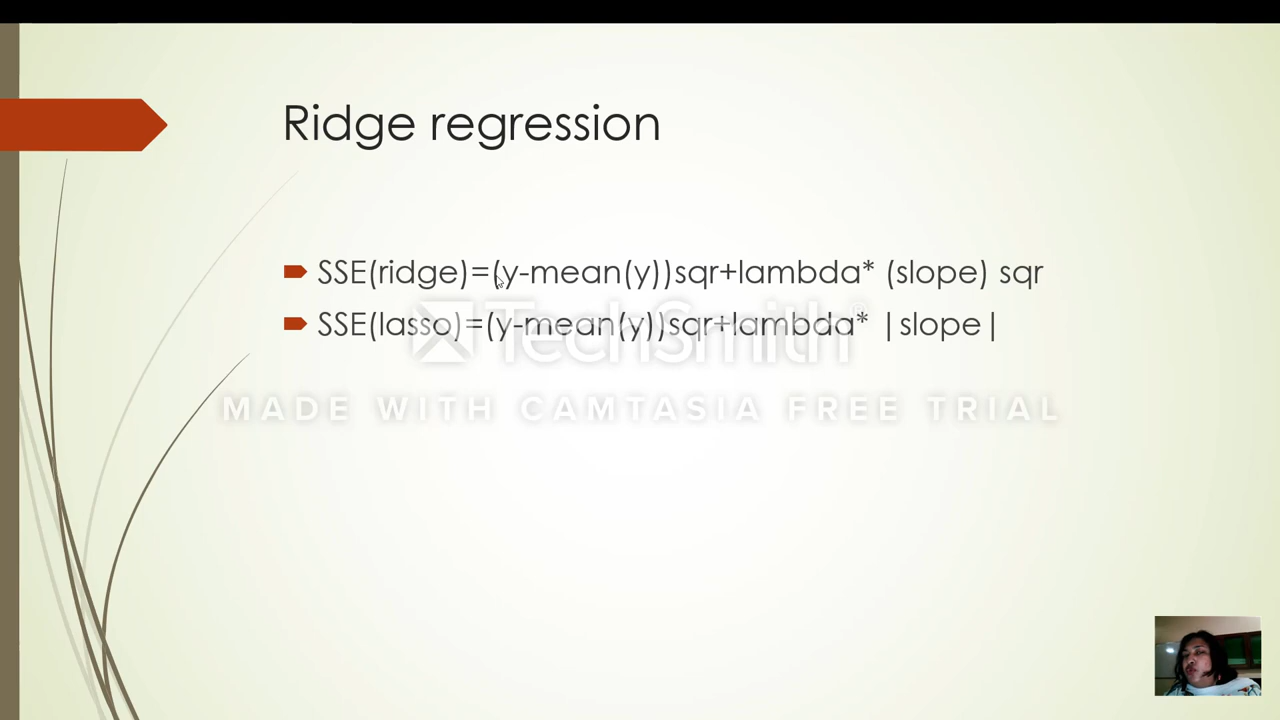 Ridge regression
SSE(ridge)=(y-mean(y))sqr+lambda* (slope) sqr
SSE(lasso)=(y-mean(y))sqr+lambda* |slope|
TechSmith®
MADE WITH CAMTASIA FREE TRIAL